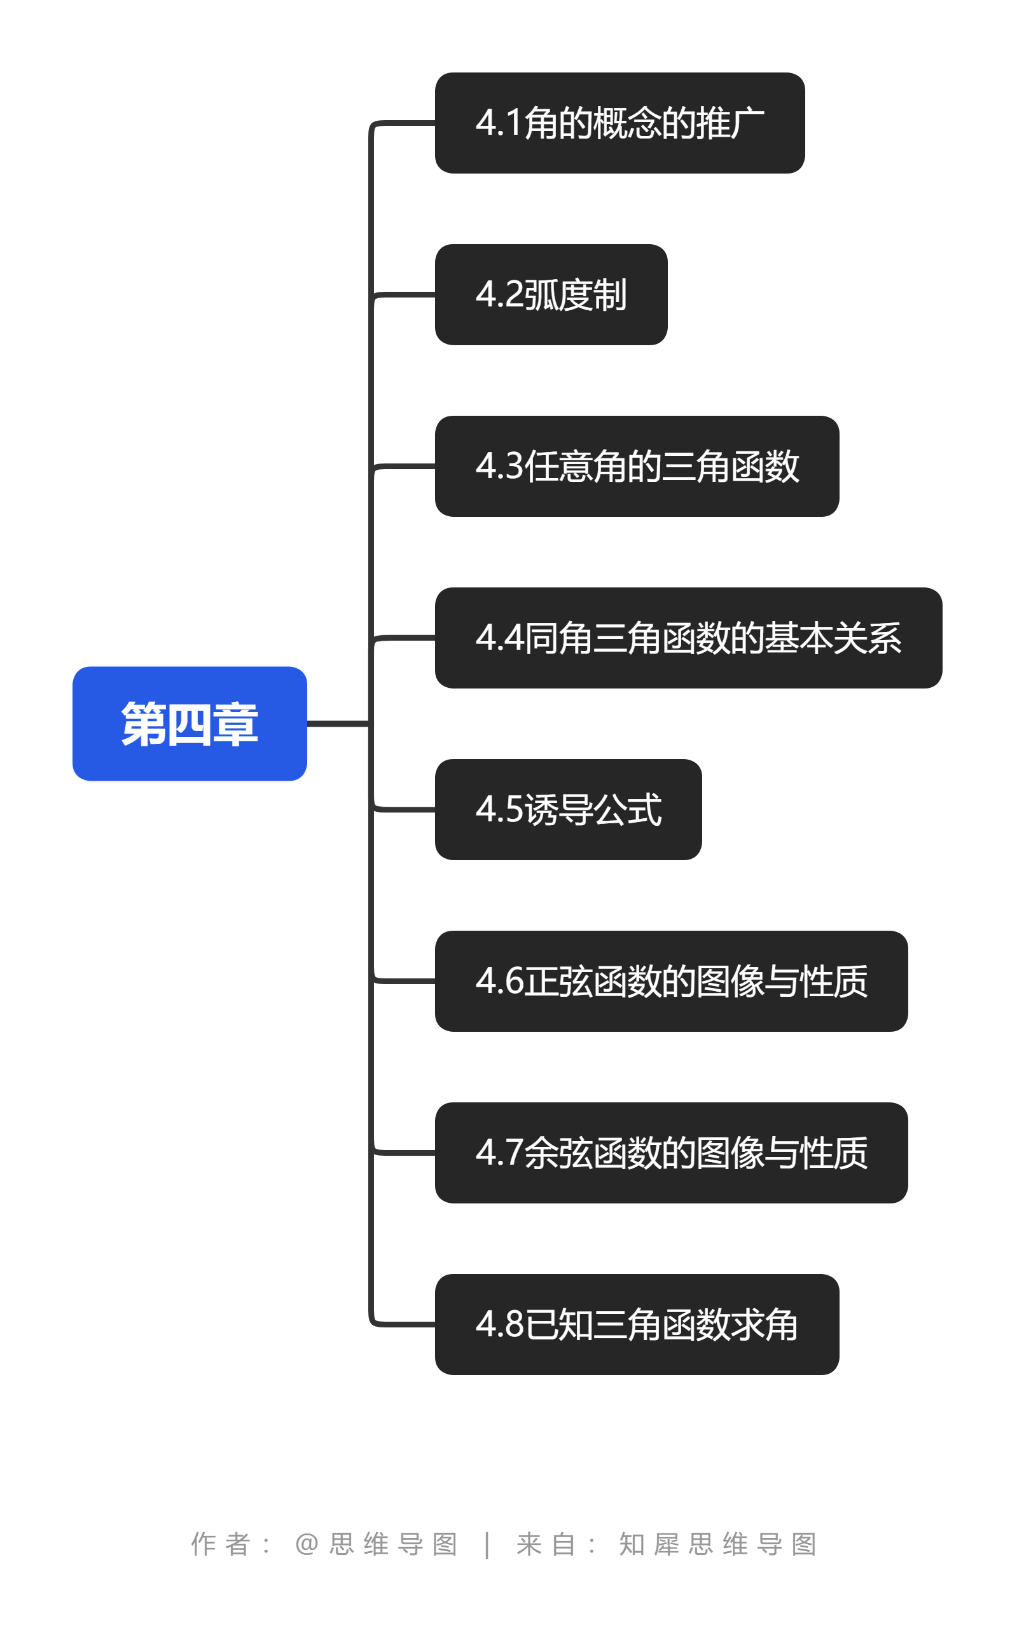 4.1角的概念的推广
4.2弧度制
4.3任意角的三角函数
4.4同角三角函数的基本关系
第四章
4.5诱导公式
4.6正弦函数的图像与性质
4.7余弦函数的图像与性质
4.8已知三角函数求角
作者：@思维导图 | 来自：知犀思维导图